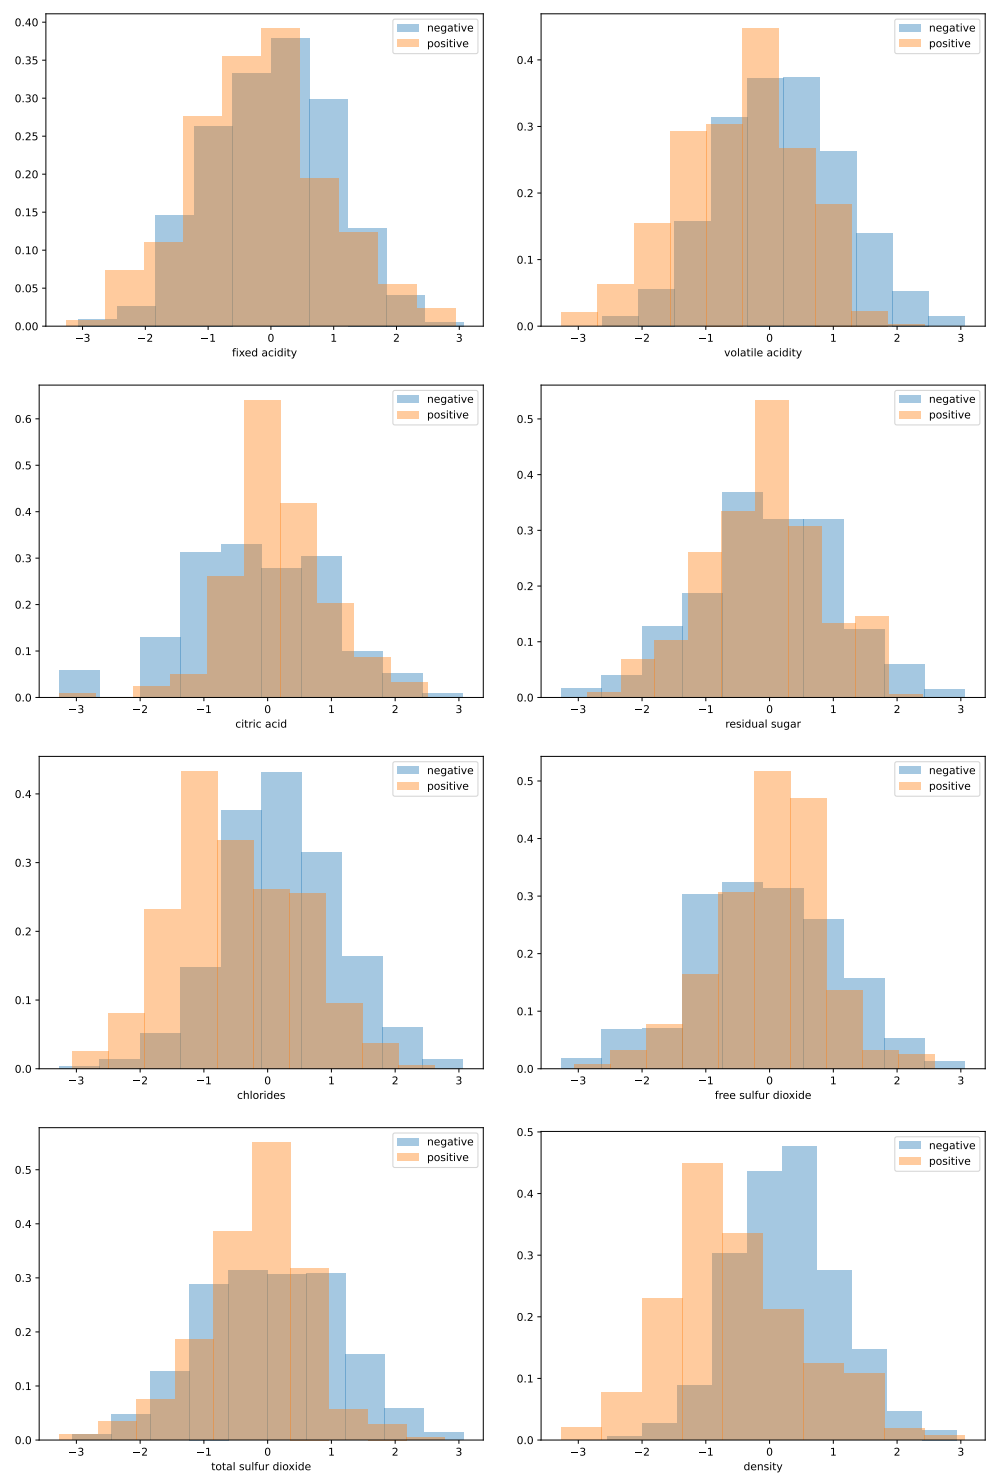 0.40
0.35
0.30
0.25
0.20
0.15
0.10
0.05
0.00
−3 −2 −1 0 1 2 3
fixed acidity
negative
positive
0.4
0.3
0.2
0.1
0.0
−3 −2 −1 0 1 2 3
volatile acidity
negative
positive
0.6
0.5
0.4
0.3
0.2
0.1
0.0
−3 −2 −1 0 1 2 3
citric acid
negative
positive
0.5
0.4
0.3
0.2
0.1
0.0
−3 −2 −1 0 1 2 3
residual sugar
negative
positive
0.4
0.3
0.2
0.1
0.0
−3 −2 −1 0 1 2 3
chlorides
negative
positive
0.5
0.4
0.3
0.2
0.1
0.0
−3 −2 −1 0 1 2 3
free sulfur dioxide
negative
positive
0.5
0.4
0.3
0.2
0.1
0.0
−3 −2 −1 0 1 2 3
total sulfur dioxide
negative
positive
0.5
0.4
0.3
0.2
0.1
0.0
−3 −2 −1 0 1 2 3
density
negative
positive